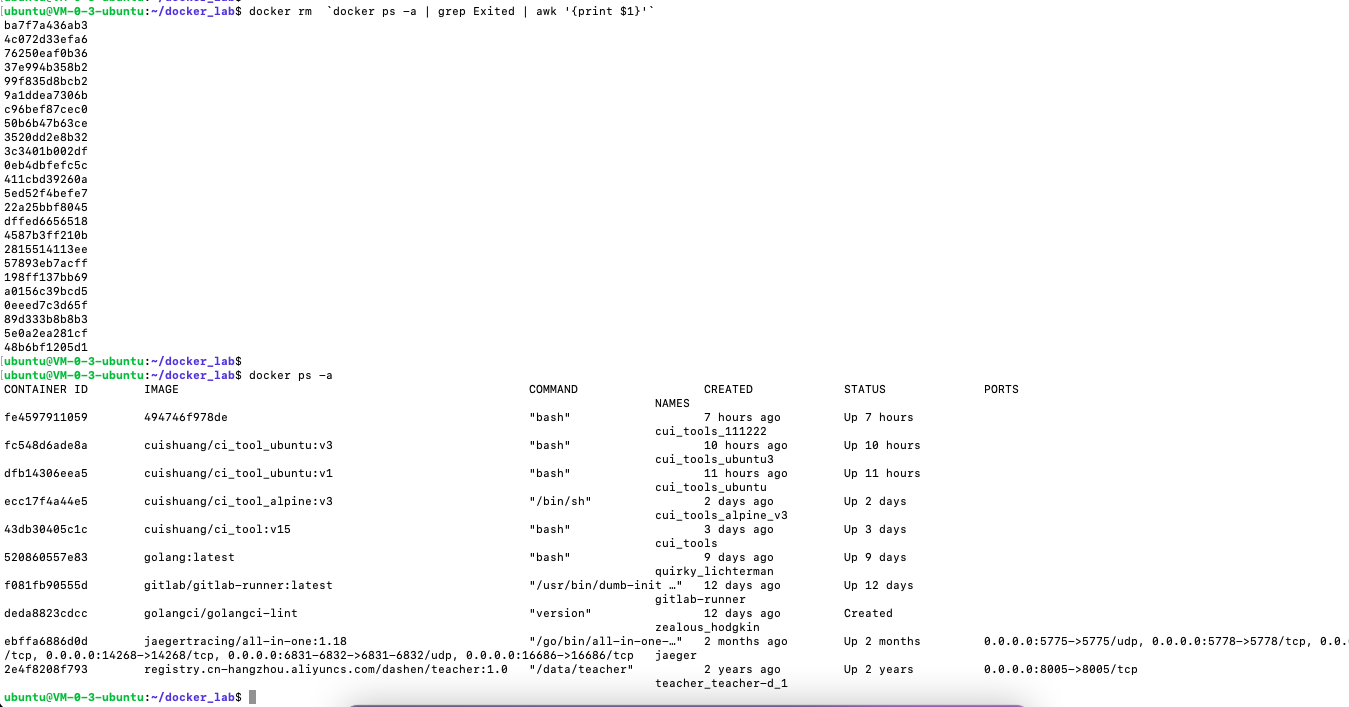 ubuntu@VM-0-3-ubuntu:~/docker_lab$ docker rm  `docker ps -a | grep Exited | awk '{print $1}'`
ba7f7a436ab3
4c072d33efa6
76250eaf0b36
37e994b358b2
99f835d8bcb2
9a1ddea7306b
c96bef87cec0
50b6b47b63ce
3520dd2e8b32
3c3401b002df
0eb4dbfefc5c
411cbd39260a
5ed52f4befe7
22a25bbf8045
dffed6656518
4587b3ff210b
2815514113ee
57893eb7acff
198ff137bb69
a0156c39bcd5
0eeed7c3d65f
89d333b8b8b3
5e0a2ea281cf
48b6bf1205d1
[ubuntu@VM-0-3-ubuntu:~/docker_lab$
[ubuntu@VM-0-3-ubuntu:~/docker_lab$ docker ps -a
CONTAINER ID        IMAGE                                                  COMMAND                  CREATED             STATUS              PORTS
NAMES
fe4597911059        494746f978de                                           "bash"                   7 hours ago         Up 7 hours
cui_tools_111222
fc548d6ade8a        cuishuang/ci_tool_ubuntu:v3                            "bash"                   10 hours ago        Up 10 hours
cui_tools_ubuntu3
dfb14306eea5        cuishuang/ci_tool_ubuntu:v1                            "bash"                   11 hours ago        Up 11 hours
cui_tools_ubuntu
ecc17f4a44e5        cuishuang/ci_tool_alpine:v3                            "/bin/sh"                2 days ago          Up 2 days
cui_tools_alpine_v3
43db30405c1c        cuishuang/ci_tool:v15                                  "bash"                   3 days ago          Up 3 days
cui_tools
520860557e83        golang:latest                                          "bash"                   9 days ago          Up 9 days
quirky_lichterman
f081fb90555d        gitlab/gitlab-runner:latest                            "/usr/bin/dumb-init …"   12 days ago         Up 12 days
gitlab-runner
deda8823cdcc        golangci/golangci-lint                                 "version"                12 days ago         Created
zealous_hodgkin
ebffa6886d0d        jaegertracing/all-in-one:1.18                          "/go/bin/all-in-one-…"   2 months ago        Up 2 months         0.0.0.0:5775->5775/udp, 0.0.0.0:5778->5778/tcp, 0.0.
/tcp, 0.0.0.0:14268->14268/tcp, 0.0.0.0:6831-6832->6831-6832/udp, 0.0.0.0:16686->16686/tcp   jaeger
2e4f8208f793        registry.cn-hangzhou.aliyuncs.com/dashen/teacher:1.0   "/data/teacher"          2 years ago         Up 2 years          0.0.0.0:8005->8005/tcp
teacher_teacher-d_1
ubuntu@VM-0-3-ubuntu:~/docker_lab$